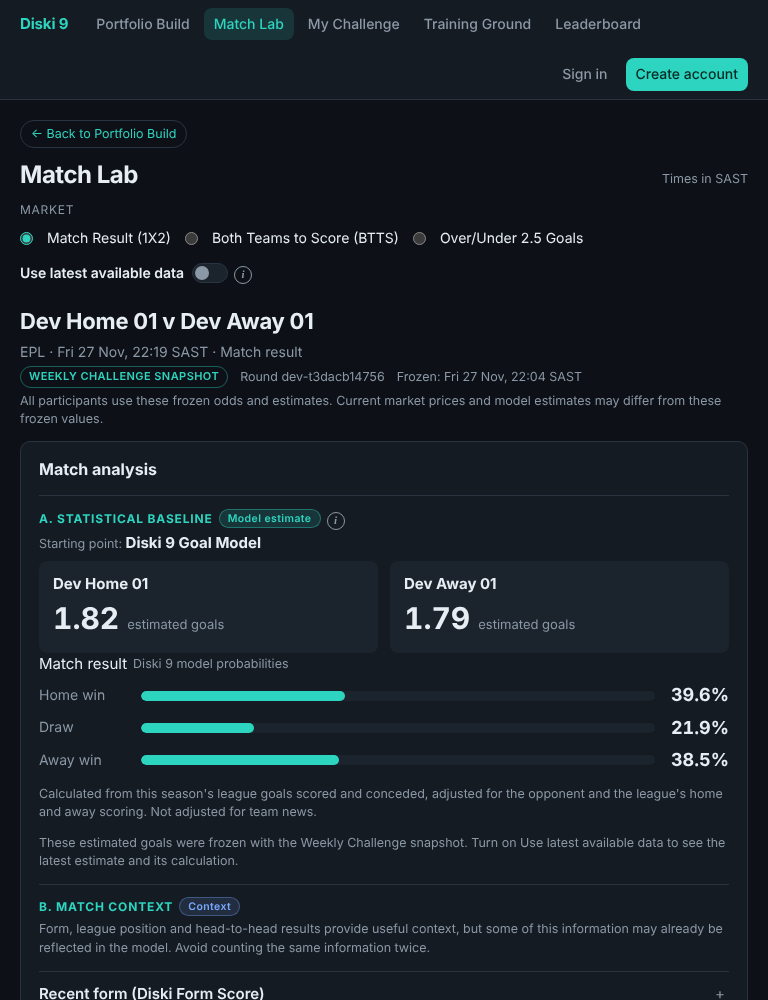 Diski 9 Portfolio Build Match Lab My Challenge Training Ground Leaderboard
Sign in Create account
← Back to Portfolio Build
Match Lab Times in SAST
MARKET
Match Result (1X2) Both Teams to Score (BTTS) Over/Under 2.5 Goals
Use latest available data i
Dev Home 01 v Dev Away 01
EPL · Fri 27 Nov, 22:19 SAST · Match result
WEEKLY CHALLENGE SNAPSHOT Round dev-t3dacb14756 Frozen: Fri 27 Nov, 22:04 SAST
All participants use these frozen odds and estimates. Current market prices and model estimates may differ from these
frozen values.
Match analysis
A. STATISTICAL BASELINE Model estimate i
Starting point: Diski 9 Goal Model
Dev Home 01 Dev Away 01
1.82 estimated goals 1.79 estimated goals
Match result Diski 9 model probabilities
Home win 39.6%
Draw 21.9%
Away win 38.5%
Calculated from this season's league goals scored and conceded, adjusted for the opponent and the league's home
and away scoring. Not adjusted for team news.
These estimated goals were frozen with the Weekly Challenge snapshot. Turn on Use latest available data to see the
latest estimate and its calculation.
B. MATCH CONTEXT Context
Form, league position and head-to-head results provide useful context, but some of this information may already be
reflected in the model. Avoid counting the same information twice.
Recent form (Diski Form Score) +